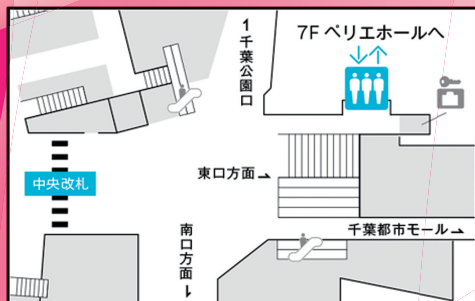 1千葉公園口
7F ペリエホールへ
中央改札
東口方面
千葉都市モール
南口方面